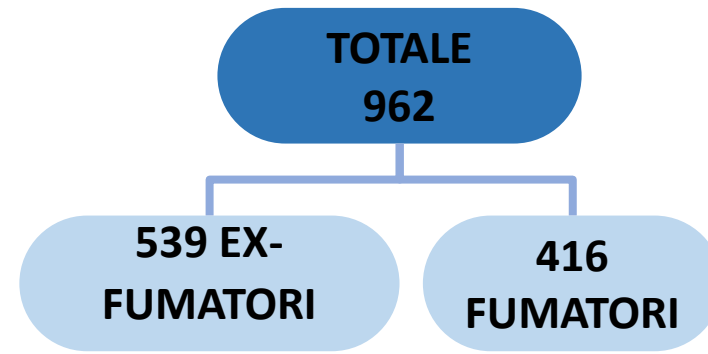 TOTALE
962
539 EX-
FUMATORI
416
FUMATORI